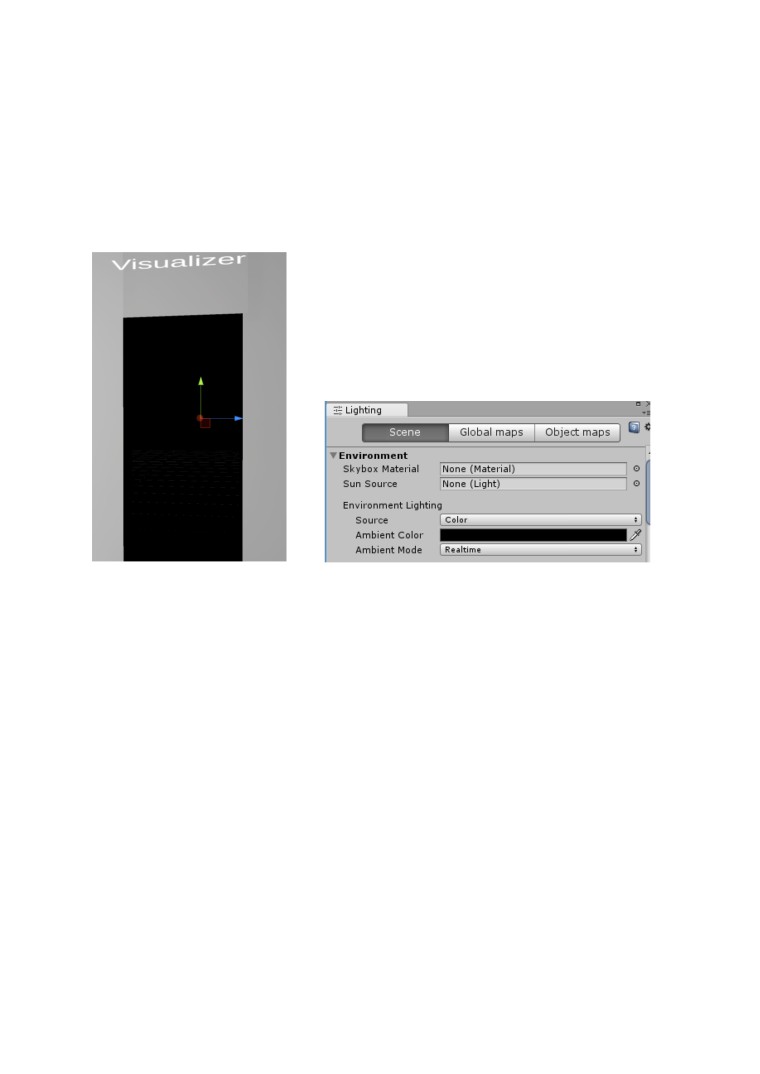 Visualizer
Lighting
Scene Global maps Object maps
Environment
Skybox Material None (Material)
Sun Source None (Light)
Environment Lighting
Source Color
Ambient Color
Ambient Mode Realtime